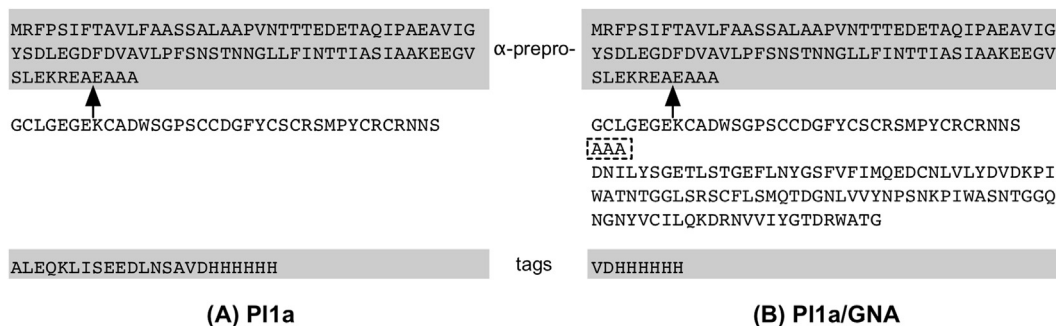 MRFPSIFTAVLFAASSALAAPVNTTTEDETAQIPAEAVIG
YSDLEGDFDVAVLPFSNSTNNGLLFINTTIASIAAKEEGV
SLEKREAEAAA
GCLGEGEKCADWSGPSCCDGFYCSCRSMPYCRCRNNS
ALEQKLISEEDLNSAVDHHHHHH
(A) PI1a
α-prepro-
tags
MRFPSIFTAVLFAASSALAAPVNTTTEDETAQIPAEAVIG
YSDLEGDFDVAVLPFSNSTNNGLLFINTTIASIAAKEEGV
SLEKREAEAAA
GCLGEGEKCADWSGPSCCDGFYCSCRSMPYCRCRNNS
AAA
DNILYSGETLSTGEFLNYGSFVFIMQEDCNLVLYDVDKPI
WATNTGGLSRSCFLSMQTDGNLVVYNPSNKPIWASNTGGQ
NGNYVCILQKDRNVVIYGTDRWATG
VDHHHHHH
(B) PI1a/GNA